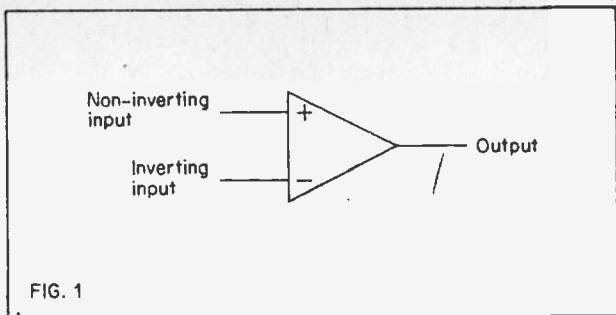 Non-inverting
input
+
Output
Inverting
input
−
FIG. 1